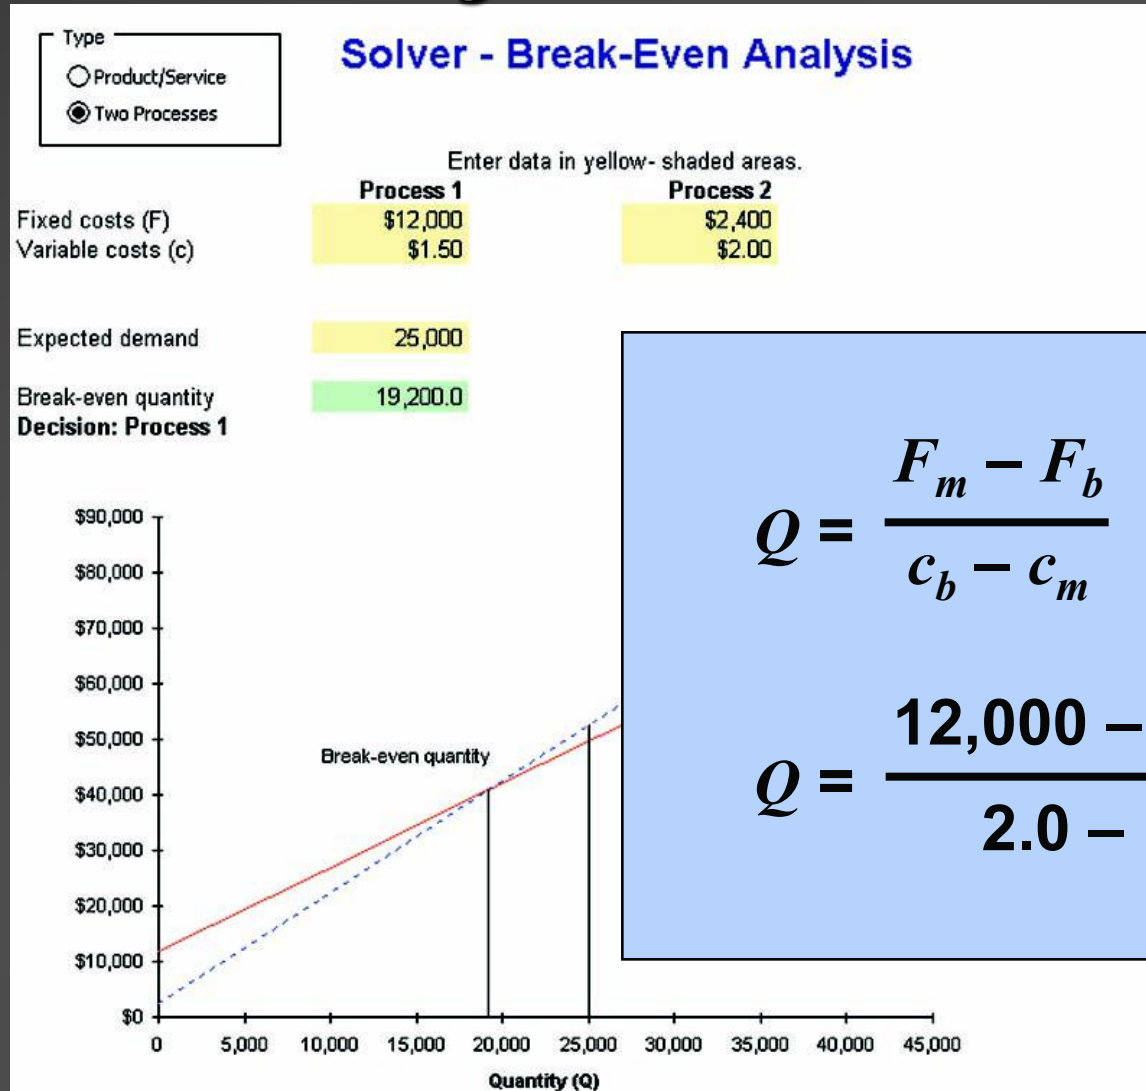 Type
Product/Service
Two Processes
Solver - Break-Even Analysis
Enter data in yellow- shaded areas.
Process 1 Process 2
Fixed costs (F) $12,000 $2,400
Variable costs (c) $1.50 $2.00
Expected demand 25,000
Break-even quantity 19,200.0
Decision: Process 1
Q = F_m – F_b
c_b – c_m
Q = 12,000 –
2.0 –
$90,000
$80,000
$70,000
$60,000
$50,000
Break-even quantity
$40,000
$30,000
$20,000
$10,000
$0
0 5,000 10,000 15,000 20,000 25,000 30,000 35,000 40,000 45,000
Quantity (Q)